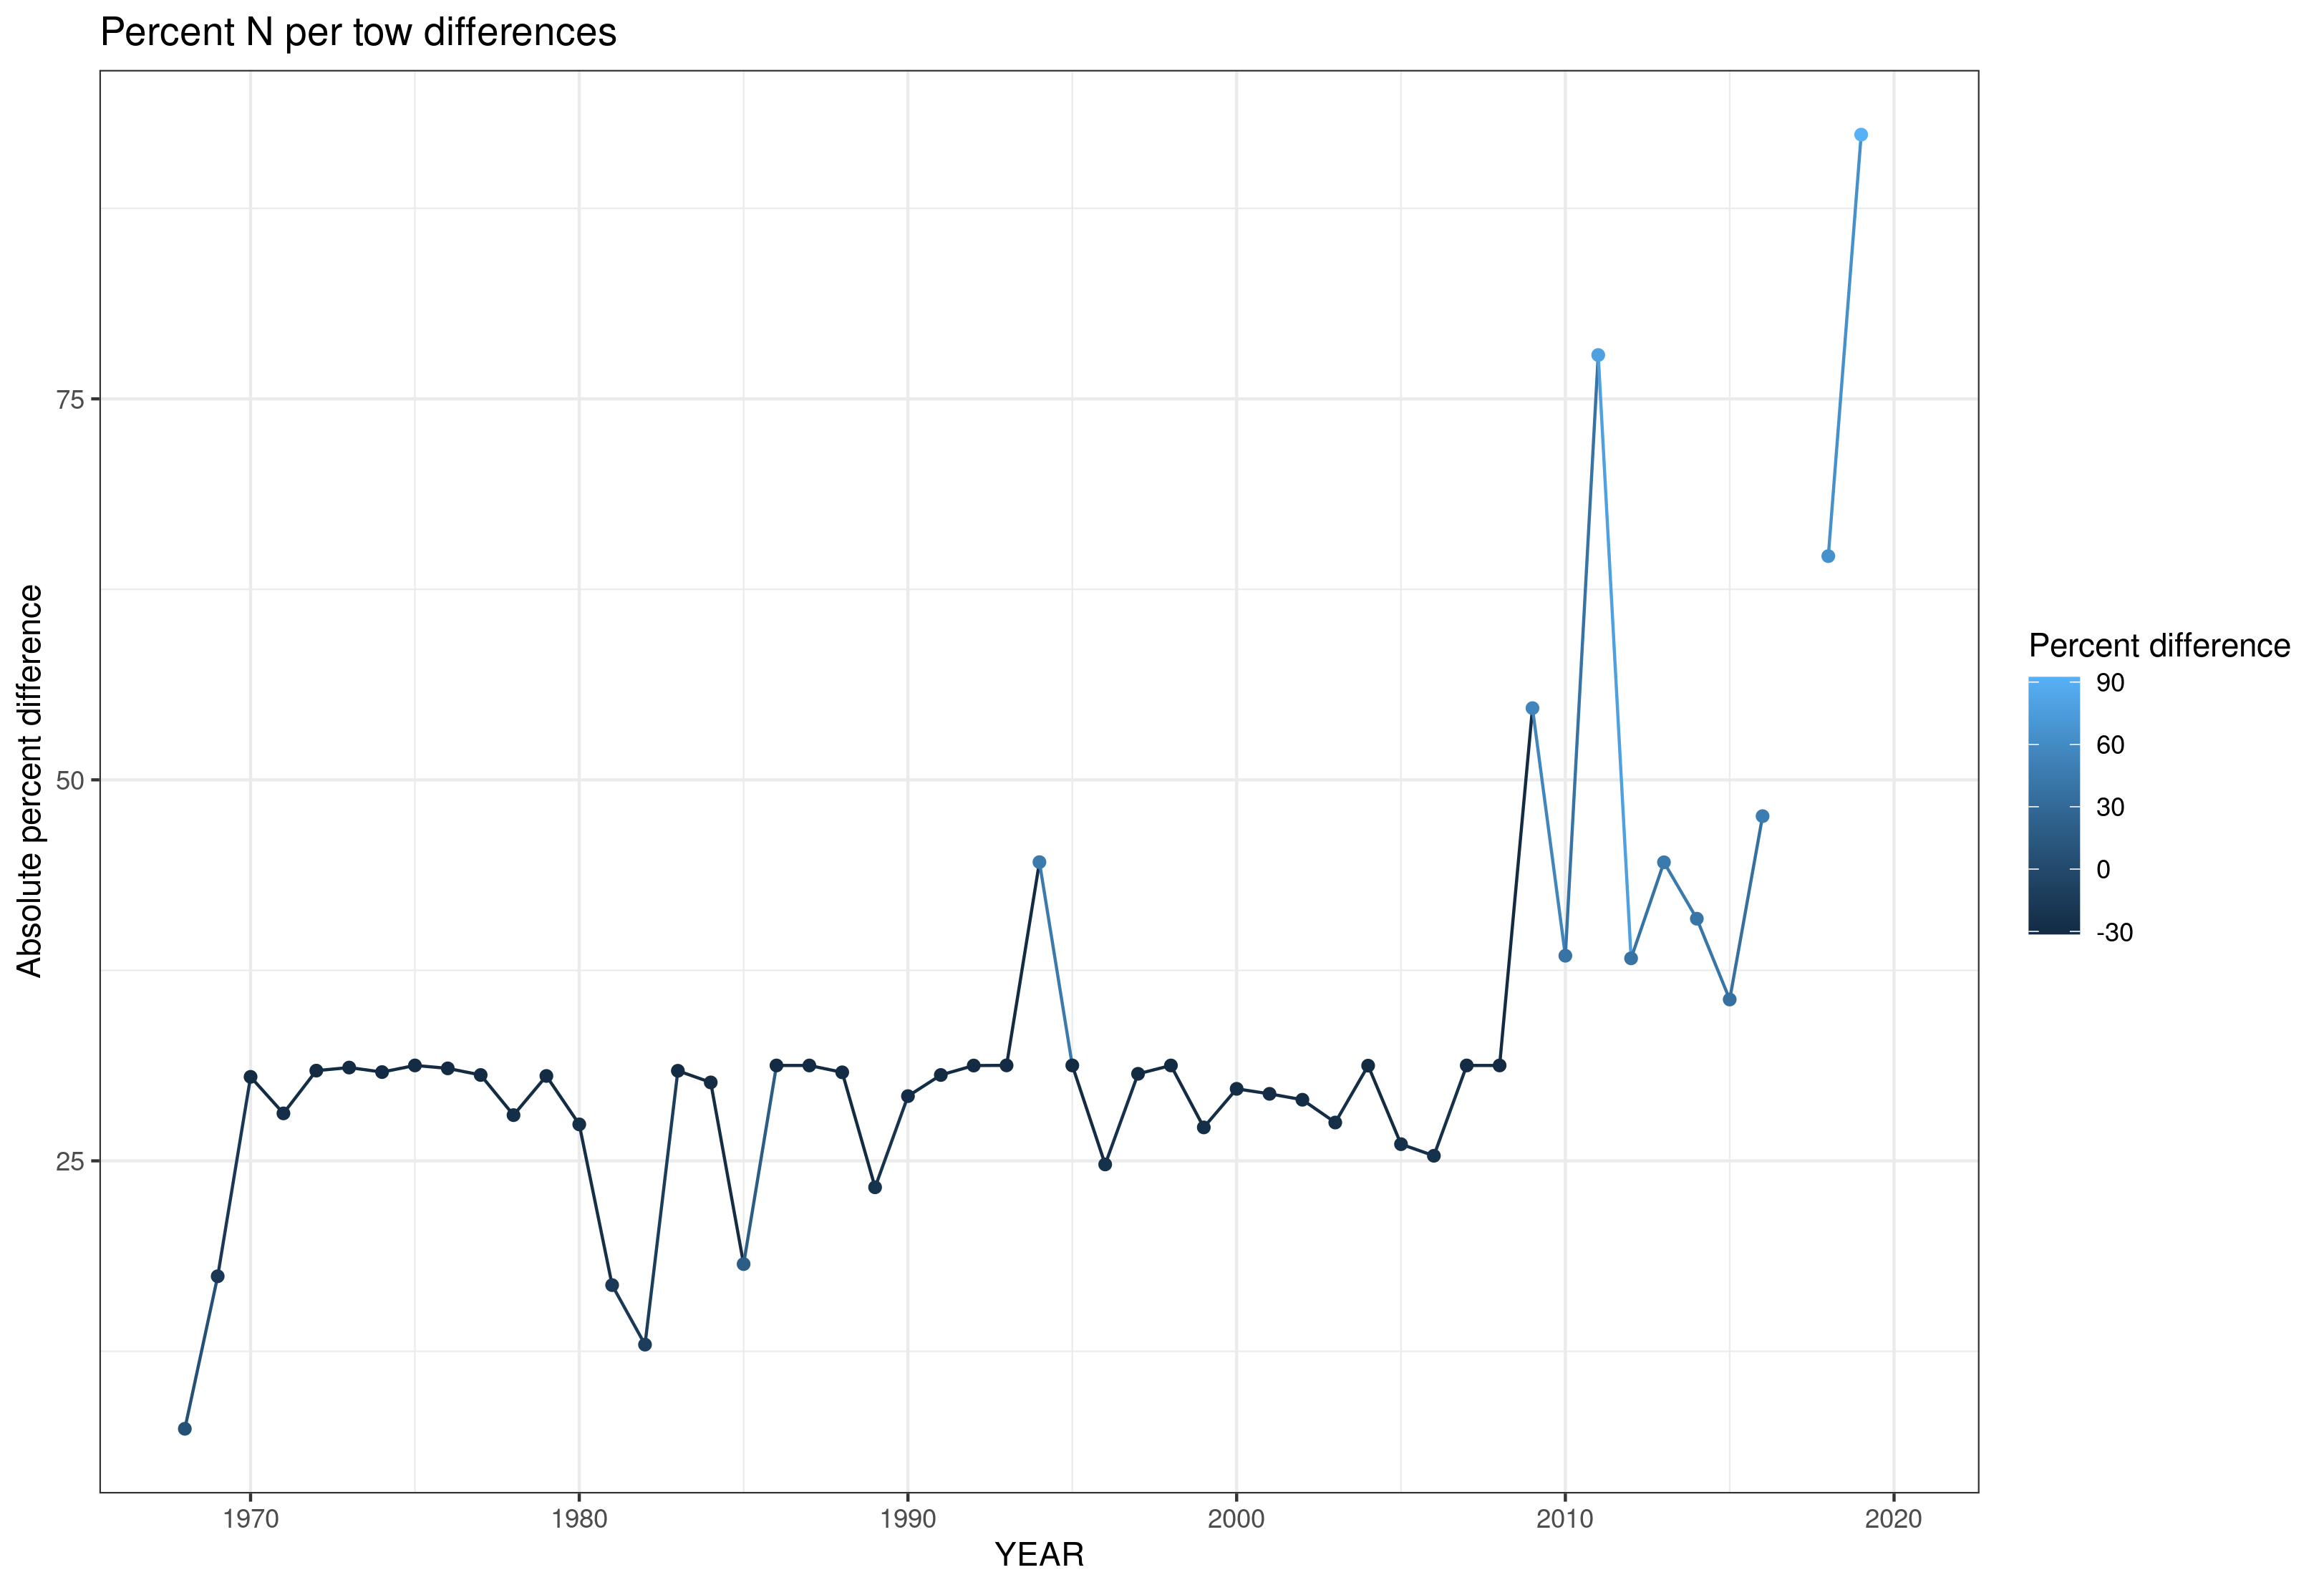 Percent N per tow differences
Absolute percent difference
75
50
25
1970 1980 1990 2000 2010 2020
YEAR
Percent difference
90
60
30
0
-30